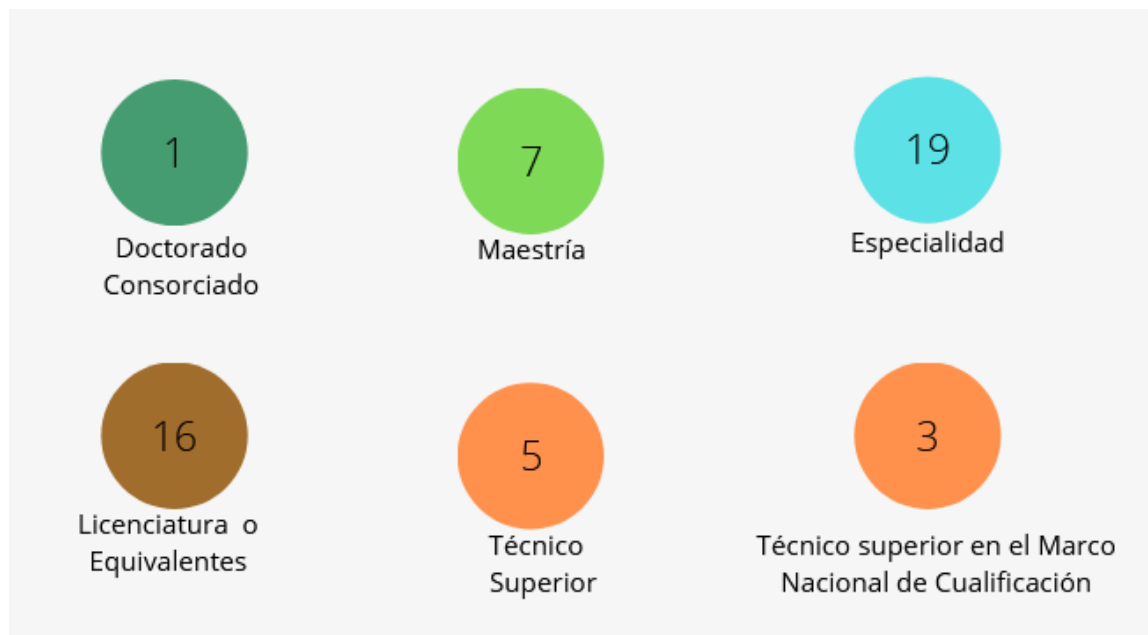 1
Doctorado
Consorciado
7
Maestría
19
Especialidad
16
Licenciatura o
Equivalentes
5
Técnico
Superior
3
Técnico superior en el Marco
Nacional de Cualificación